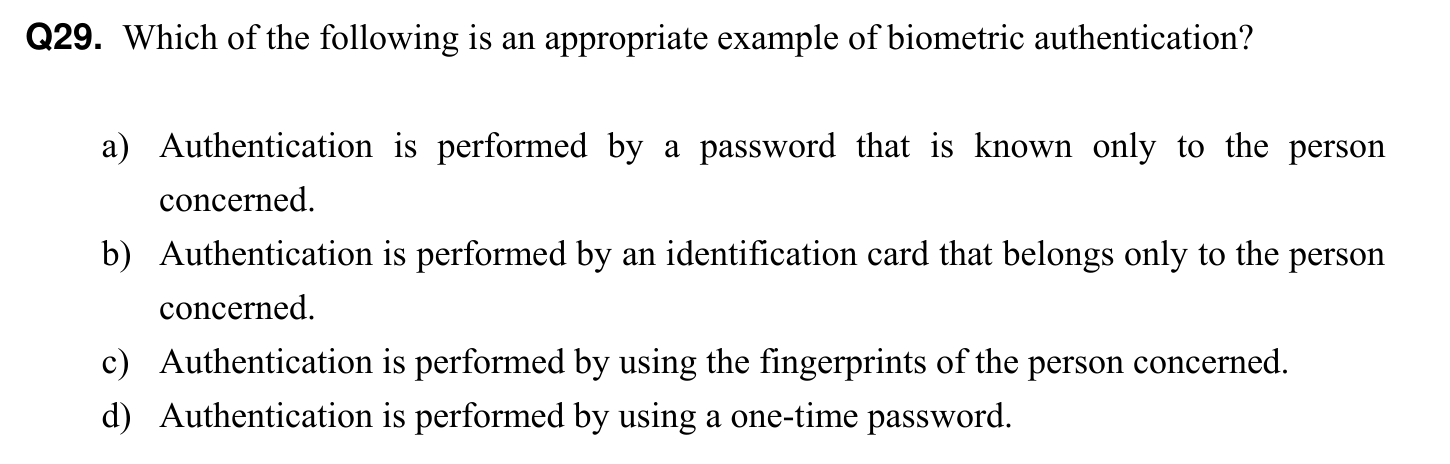 Q29. Which of the following is an appropriate example of biometric authentication?
a) Authentication is performed by a password that is known only to the person
concerned.
b) Authentication is performed by an identification card that belongs only to the person
concerned.
c) Authentication is performed by using the fingerprints of the person concerned.
d) Authentication is performed by using a one-time password.